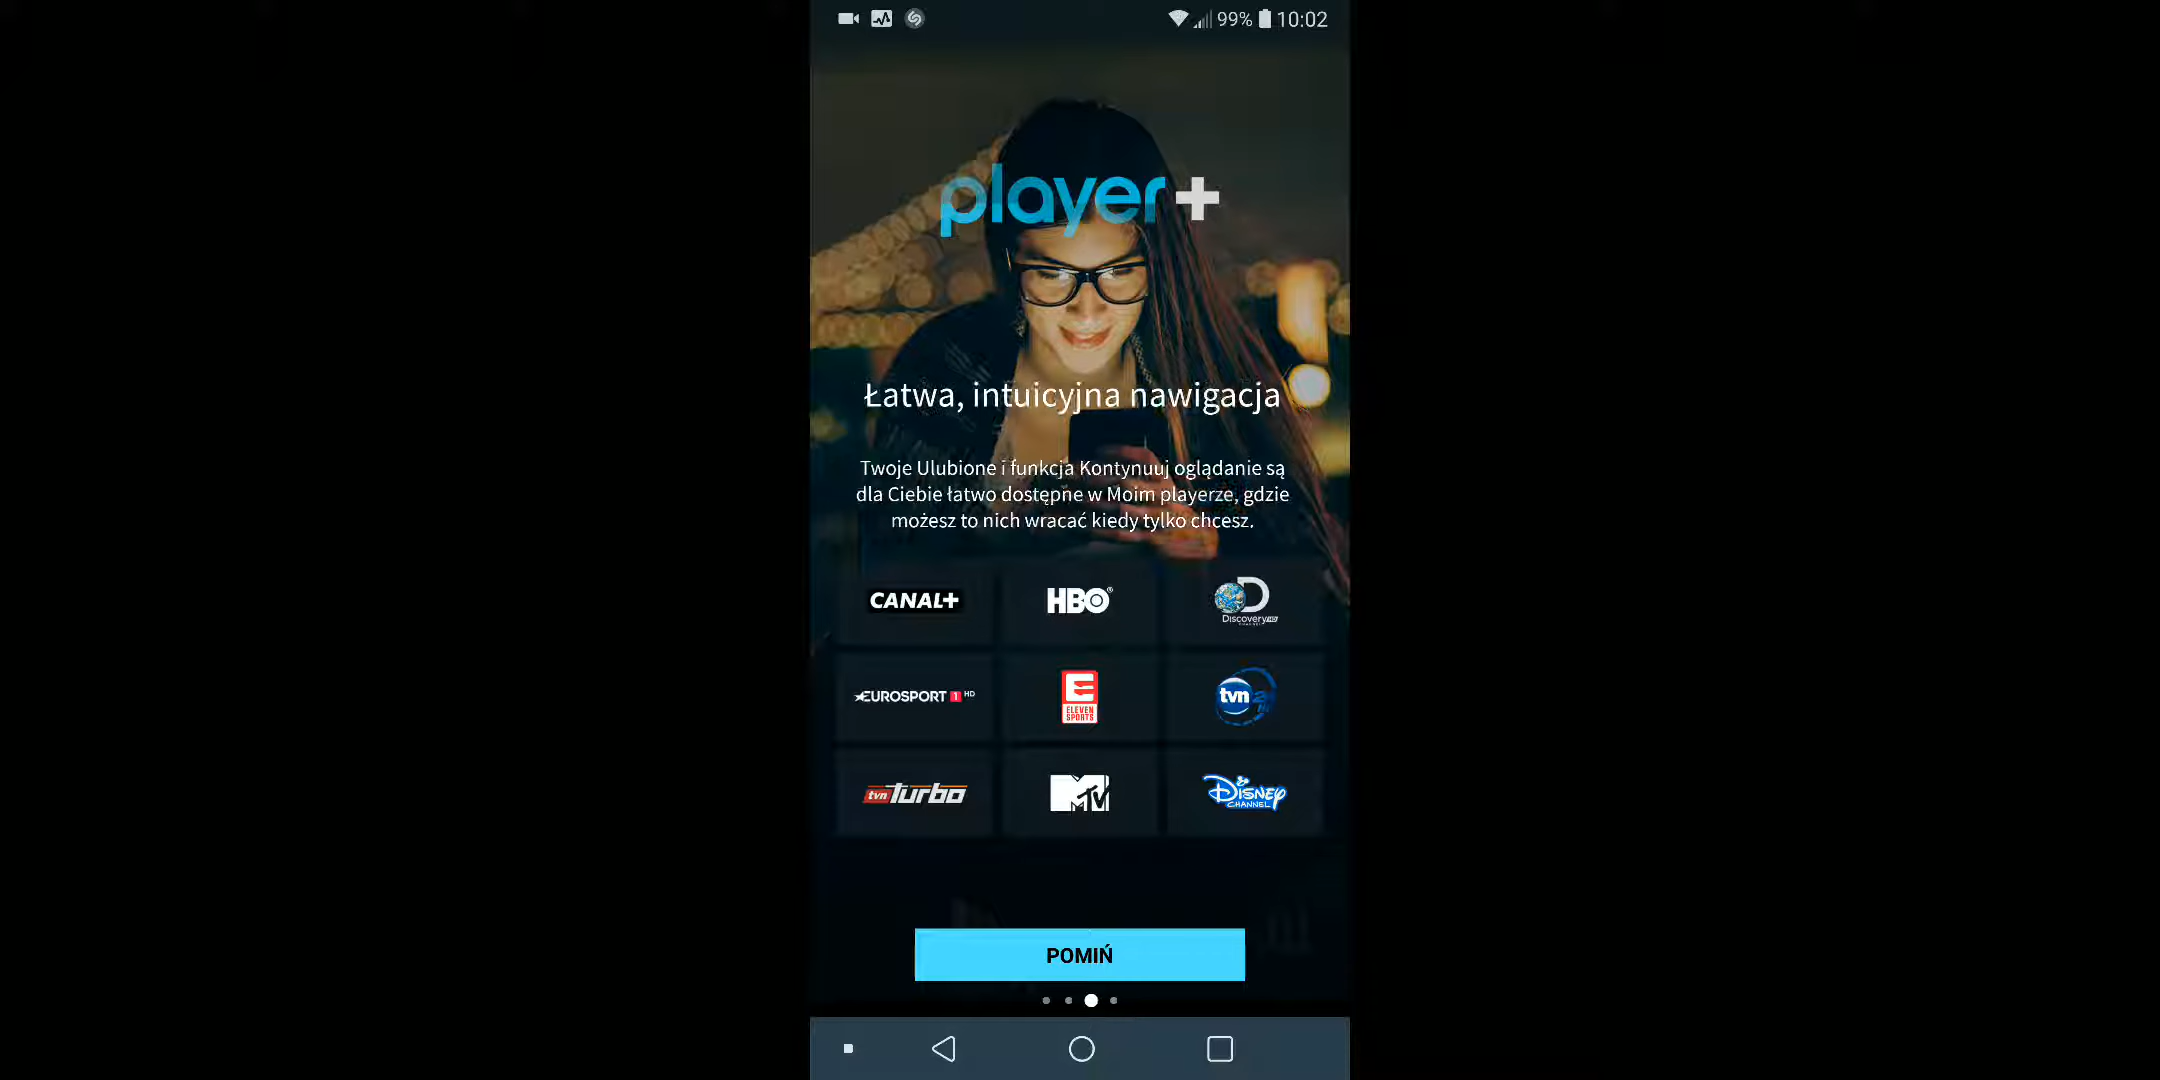 99% 10:02
player+
Łatwa, intuicyjna nawigacja
Twoje Ulubione i funkcja Kontynuuj oglądanie są
dla Ciebie łatwo dostępne w Moim playerze, gdzie
możesz to nich wracać kiedy tylko chcesz.
CANAL+ HBO® Discovery HD
CHANNEL
EUROSPORT 1 HD ELEVEN
SPORTS tvn
tvn turbo MTV Disney
CHANNEL
POMIŃ